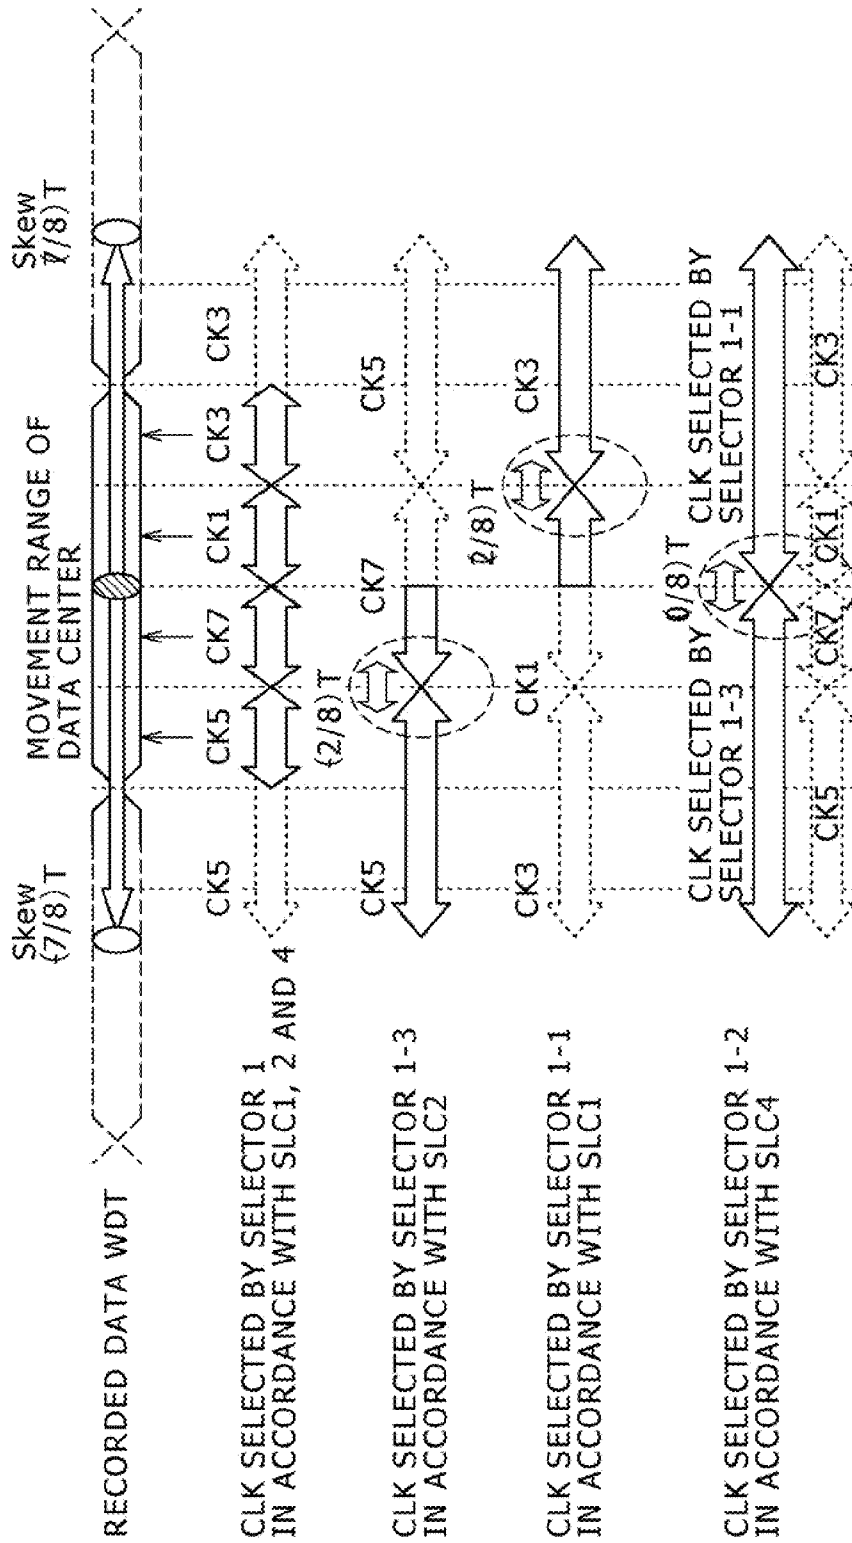 MOVEMENT RANGE OF
DATA CENTER
Skew
(7/8)T
Skew
7/8)T
RECORDED DATA WDT
CLK SELECTED BY SELECTOR 1
IN ACCORDANCE WITH SLC1, 2 AND 4
CK5
CK5
CK7
CK1
CK3
CK3
CLK SELECTED BY SELECTOR 1-3
IN ACCORDANCE WITH SLC2
(2/8)T
CK5
CK7
CK5
CLK SELECTED BY SELECTOR 1-1
IN ACCORDANCE WITH SLC1
2/8)T
CK3
CK1
CK3
CLK SELECTED BY SELECTOR 1-2
IN ACCORDANCE WITH SLC4
CLK SELECTED BY
SELECTOR 1-3
0/8)T
CLK SELECTED BY
SELECTOR 1-1
CK5
CK7
CK1
CK3